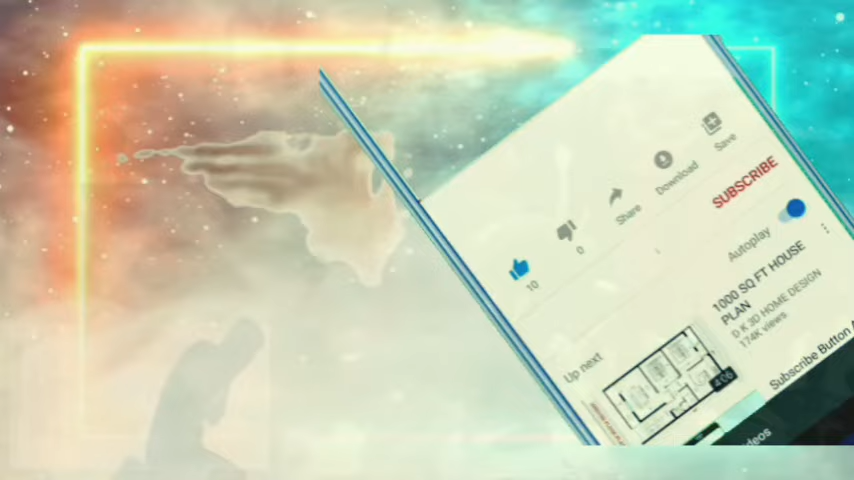 10
0
Share
Download
Save
SUBSCRIBE
Autoplay
Up next
1000 SQ FT HOUSE
PLAN
D K 3D HOME DESIGN
174K views
4:06
Subscribe Button